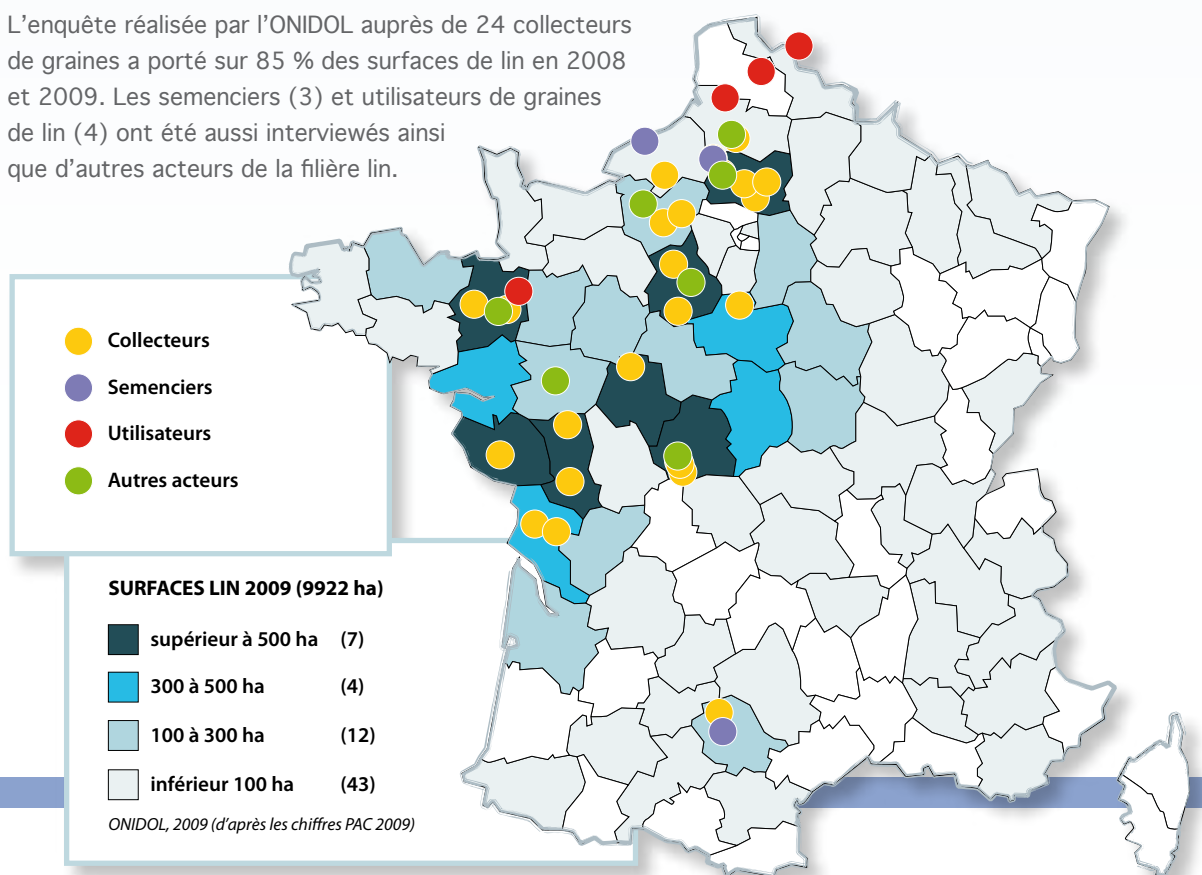 L'enquête réalisée par l'ONIDOL auprès de 24 collecteurs
de graines a porté sur 85 % des surfaces de lin en 2008
et 2009. Les semenciers (3) et utilisateurs de graines
de lin (4) ont été aussi interviewés ainsi
que d'autres acteurs de la filière lin.
Collecteurs
Semenciers
Utilisateurs
Autres acteurs
SURFACES LIN 2009 (9922 ha)
supérieur à 500 ha (7)
300 à 500 ha (4)
100 à 300 ha (12)
inférieur 100 ha (43)
ONIDOL, 2009 (d'après les chiffres PAC 2009)